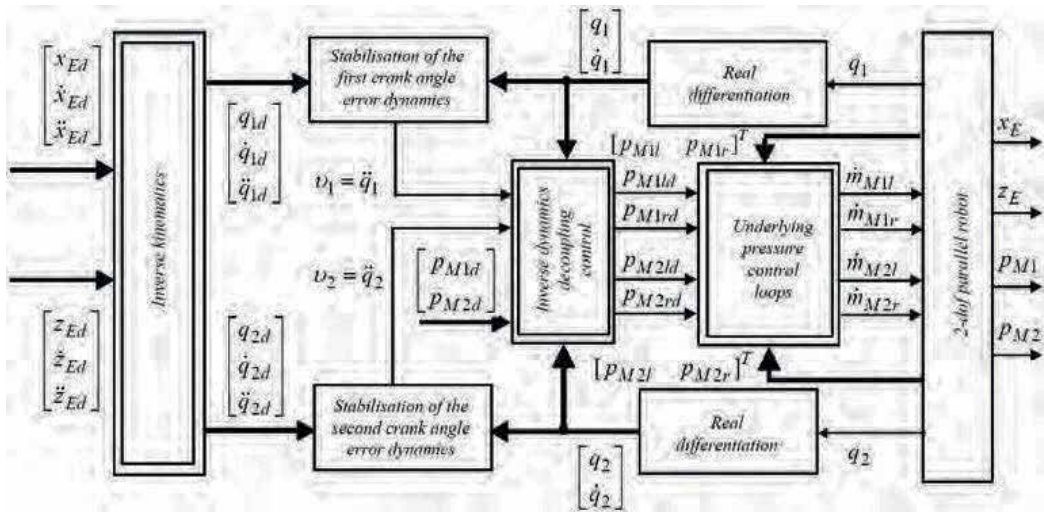 [x_Ed
ẋ_Ed
ẍ_Ed]
[z_Ed
ż_Ed
z̈_Ed]
Inverse kinematics
[q_1d
q̇_1d
q̈_1d]
[q_2d
q̇_2d
q̈_2d]
Stabilisation of the
first crank angle
error dynamics
υ_1 = q̈_1
υ_2 = q̈_2
[p_M1d
p_M2d]
Stabilisation of the
second crank angle
error dynamics
[q_1
q̇_1]
Inverse dynamics
decoupling
control
[q_2
q̇_2]
Real
differentiation
[p_M1l p_M1r]^T
p_M1ld
p_M1rd
p_M2ld
p_M2rd
[p_M2l p_M2r]^T
Real
differentiation
Underlying
pressure
control
loops
q_1
ṁ_M1l
ṁ_M1r
ṁ_M2l
ṁ_M2r
q_2
2-dof parallel robot
x_E
z_E
p_M1
p_M2